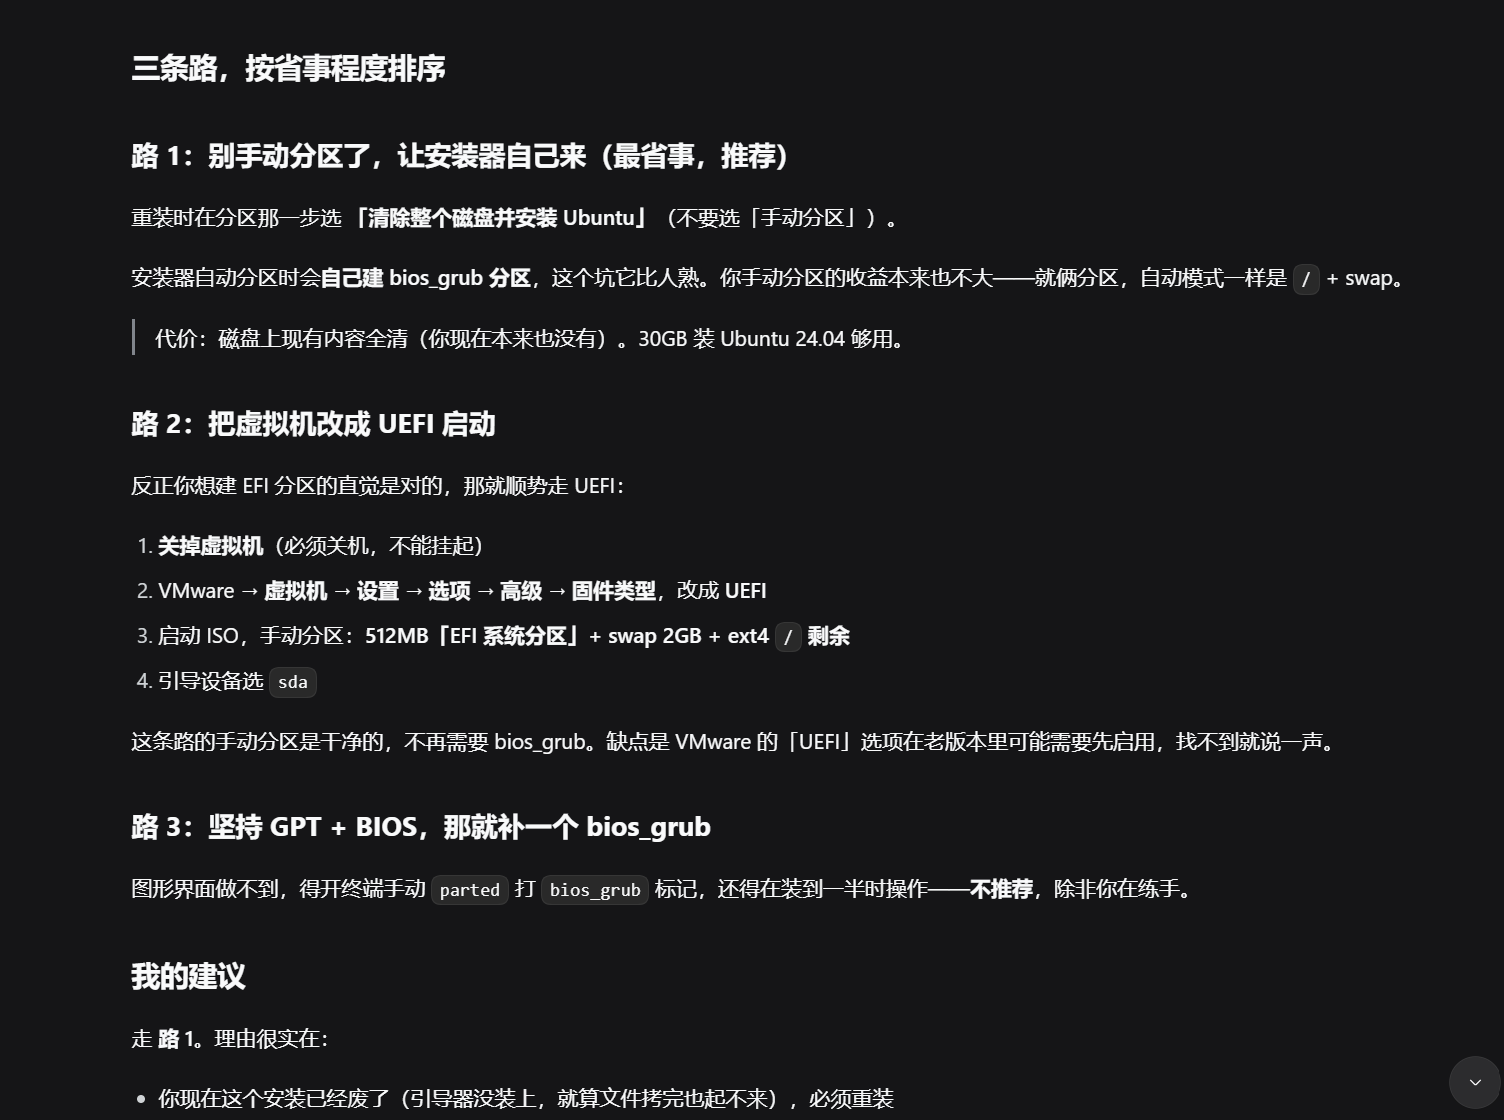 三条路，按省事程度排序
路 1：别手动分区了，让安装器自己来（最省事，推荐）
重装时在分区那一步选「清除整个磁盘并安装 Ubuntu」（不要选「手动分区」）。
安装器自动分区时会自己建 bios_grub 分区，这个坑它比人熟。你手动分区的收益本来也不大——就俩分区，自动模式一样是 / + swap。
代价：磁盘上现有内容全清（你现在本来也没有）。30GB 装 Ubuntu 24.04 够用。
路 2：把虚拟机改成 UEFI 启动
反正你想建 EFI 分区的直觉是对的，那就顺势走 UEFI：
1. 关掉虚拟机（必须关机，不能挂起）
2. VMware → 虚拟机 → 设置 → 选项 → 高级 → 固件类型，改成 UEFI
3. 启动 ISO，手动分区：512MB「EFI 系统分区」+ swap 2GB + ext4 / 剩余
4. 引导设备选 sda
这条路的手动分区是干净的，不再需要 bios_grub。缺点是 VMware 的「UEFI」选项在老版本里可能需要先启用，找不到就说一声。
路 3：坚持 GPT + BIOS，那就补一个 bios_grub
图形界面做不到，得开终端手动 parted 打 bios_grub 标记，还得在装到一半时操作——不推荐，除非你在练手。
我的建议
走 路 1。理由很实在：
• 你现在这个安装已经废了（引导器没装上，就算文件拷完也起不来），必须重装